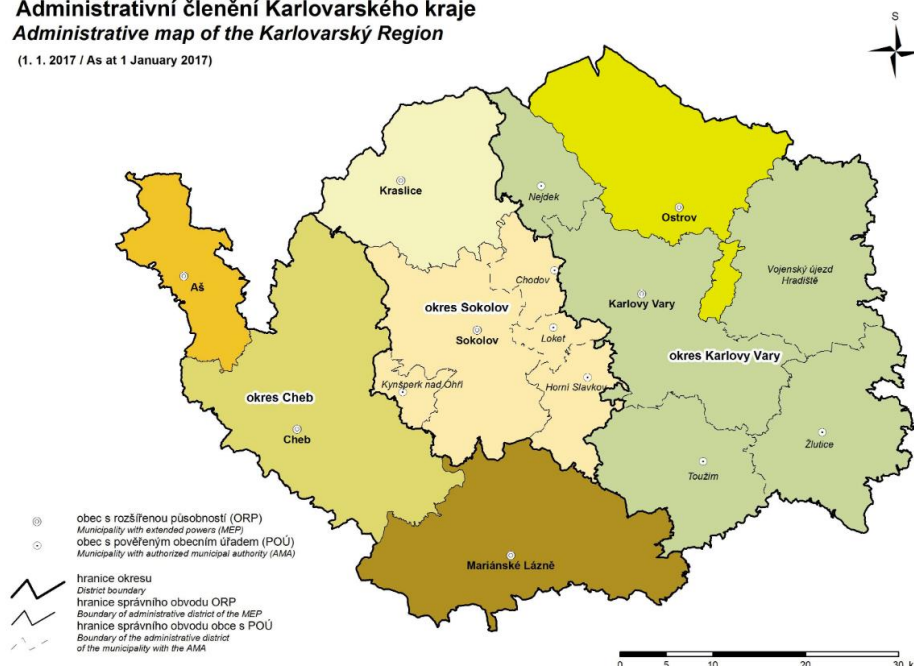 Administrativní členění Karlovarského kraje
Administrative map of the Karlovarský Region
(1. 1. 2017 / As at 1 January 2017)
S
Kraslice
Nejdek
Ostrov
Vojenský újezd
Hradiště
Aš
Chodov
Karlovy Vary
okres Sokolov
Sokolov
Loket
okres Karlovy Vary
Kynšperk nad Ohří
Horní Slavkov
okres Cheb
Cheb
Žlutice
Toužim
Mariánské Lázně
obec s rozšířenou působností (ORP)
Municipality with extended powers (MEP)
obec s pověřeným obecním úřadem (POÚ)
Municipality with authorized municipal authority (AMA)
hranice okresu
District boundary
hranice správního obvodu ORP
Boundary of administrative district of the MEP
hranice správního obvodu obce s POÚ
Boundary of the administrative district
of the municipality with the AMA
0 5 10 20 30